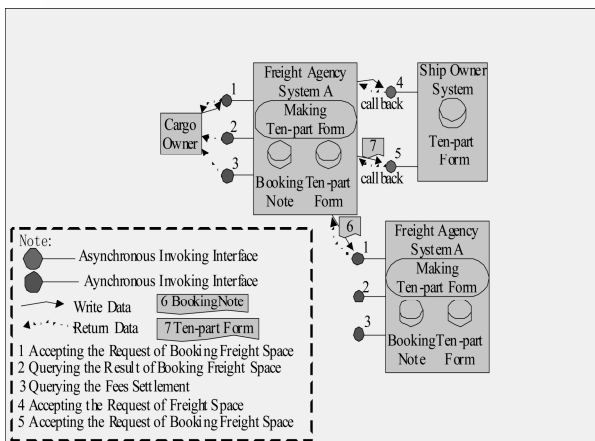 Freight Agency
System A
Making
Ten-part Form
Booking Ten-part
Note Form
Ship Owner
System
Ten-part
Form
Cargo
Owner
1
2
3
4
call back
7
5
call back
6
1
2
3
Freight Agency
System A
Making
Ten-part Form
Booking Ten-part
Note Form
Note:
Asynchronous Invoking Interface
Aynchronous Invoking Interface
Write Data
6 Booking Note
Return Data
7 Ten-part Form
1 Accepting the Request of Booking Freight Space
2 Querying the Result of Booking Freight Space
3 Querying the Fees Settlement
4 Accepting the Request of Freight Space
5 Accepting the Request of Booking Freight Space